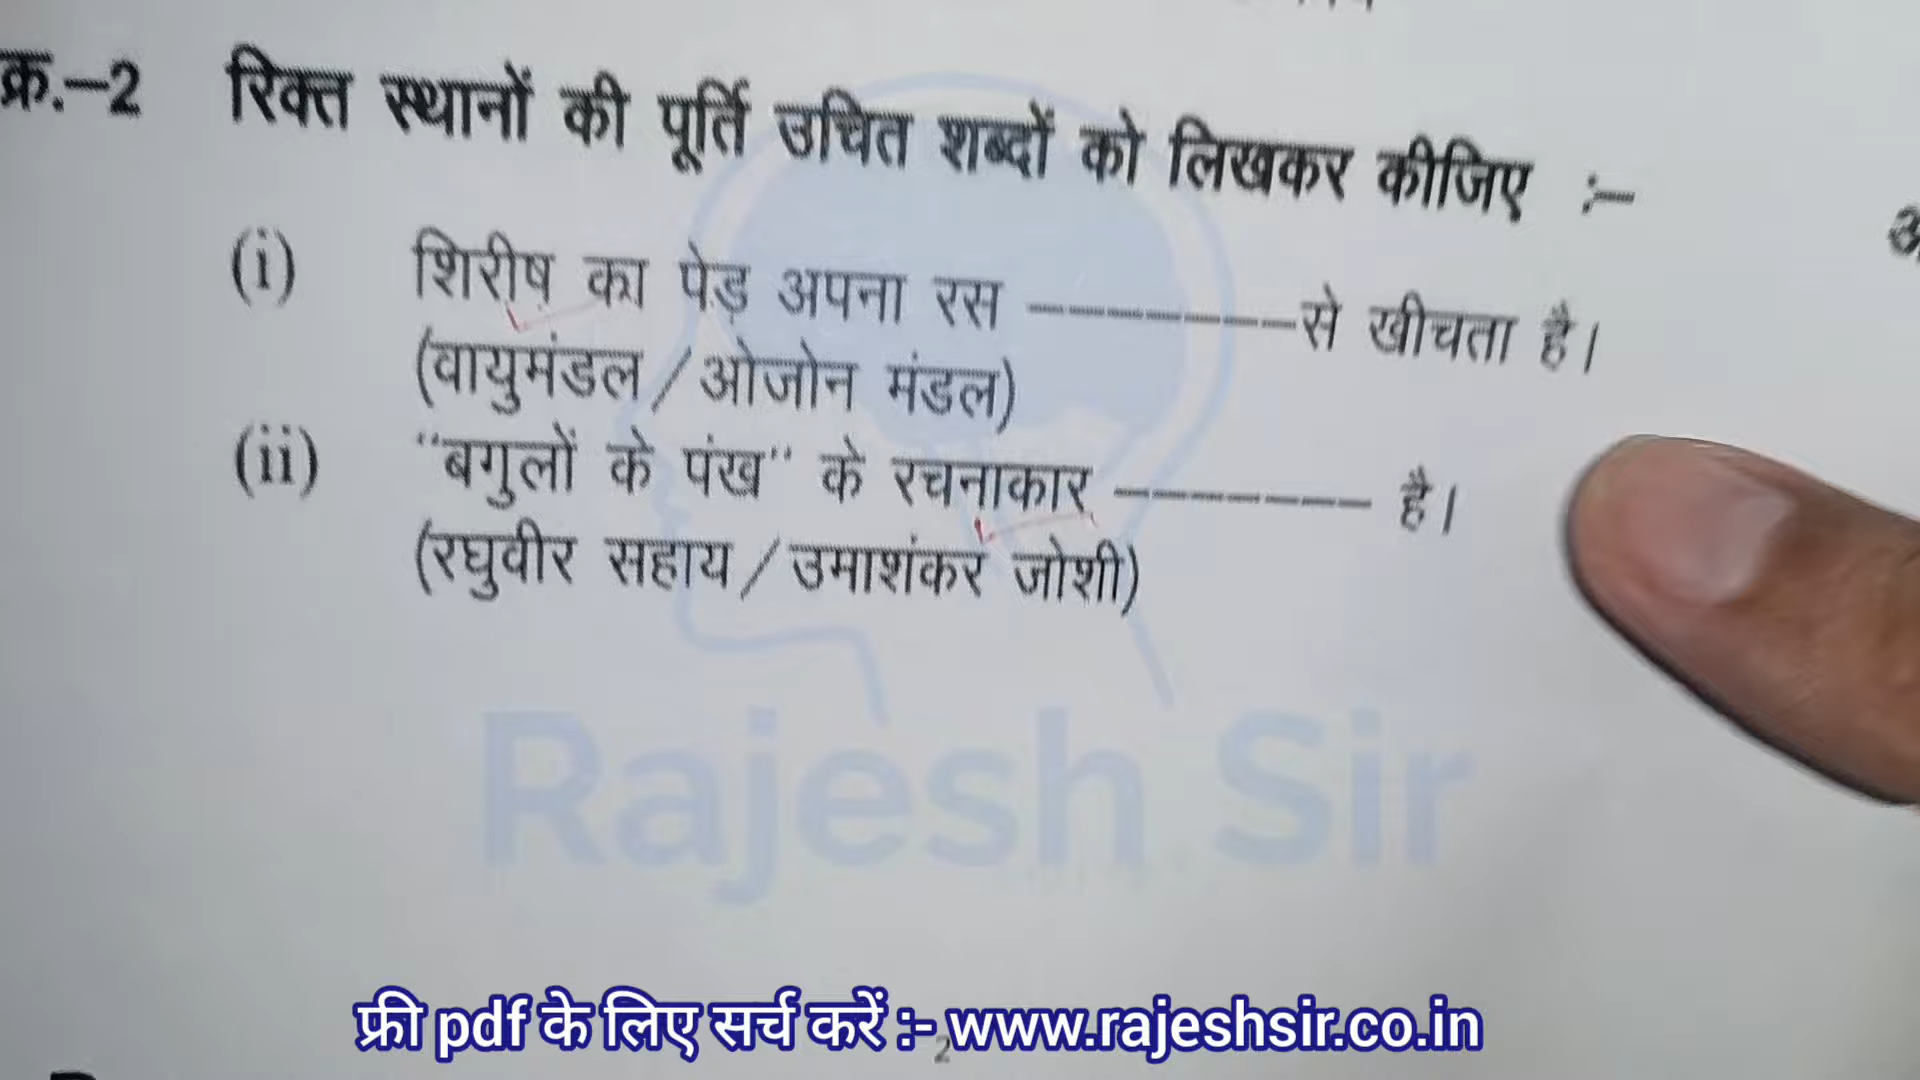 क्र.–2 रिक्त स्थानों की पूर्ति उचित शब्दों को लिखकर कीजिए :–
(i) शिरीष का पेड़ अपना रस ––––––––से खीचता है।
(वायुमंडल / ओजोन मंडल)
(ii) “बगुलों के पंख” के रचनाकार ––––––– है।
(रघुवीर सहाय / उमाशंकर जोशी)
Rajesh Sir
फ्री pdf के लिए सर्च करें :- www.rajeshsir.co.in
2